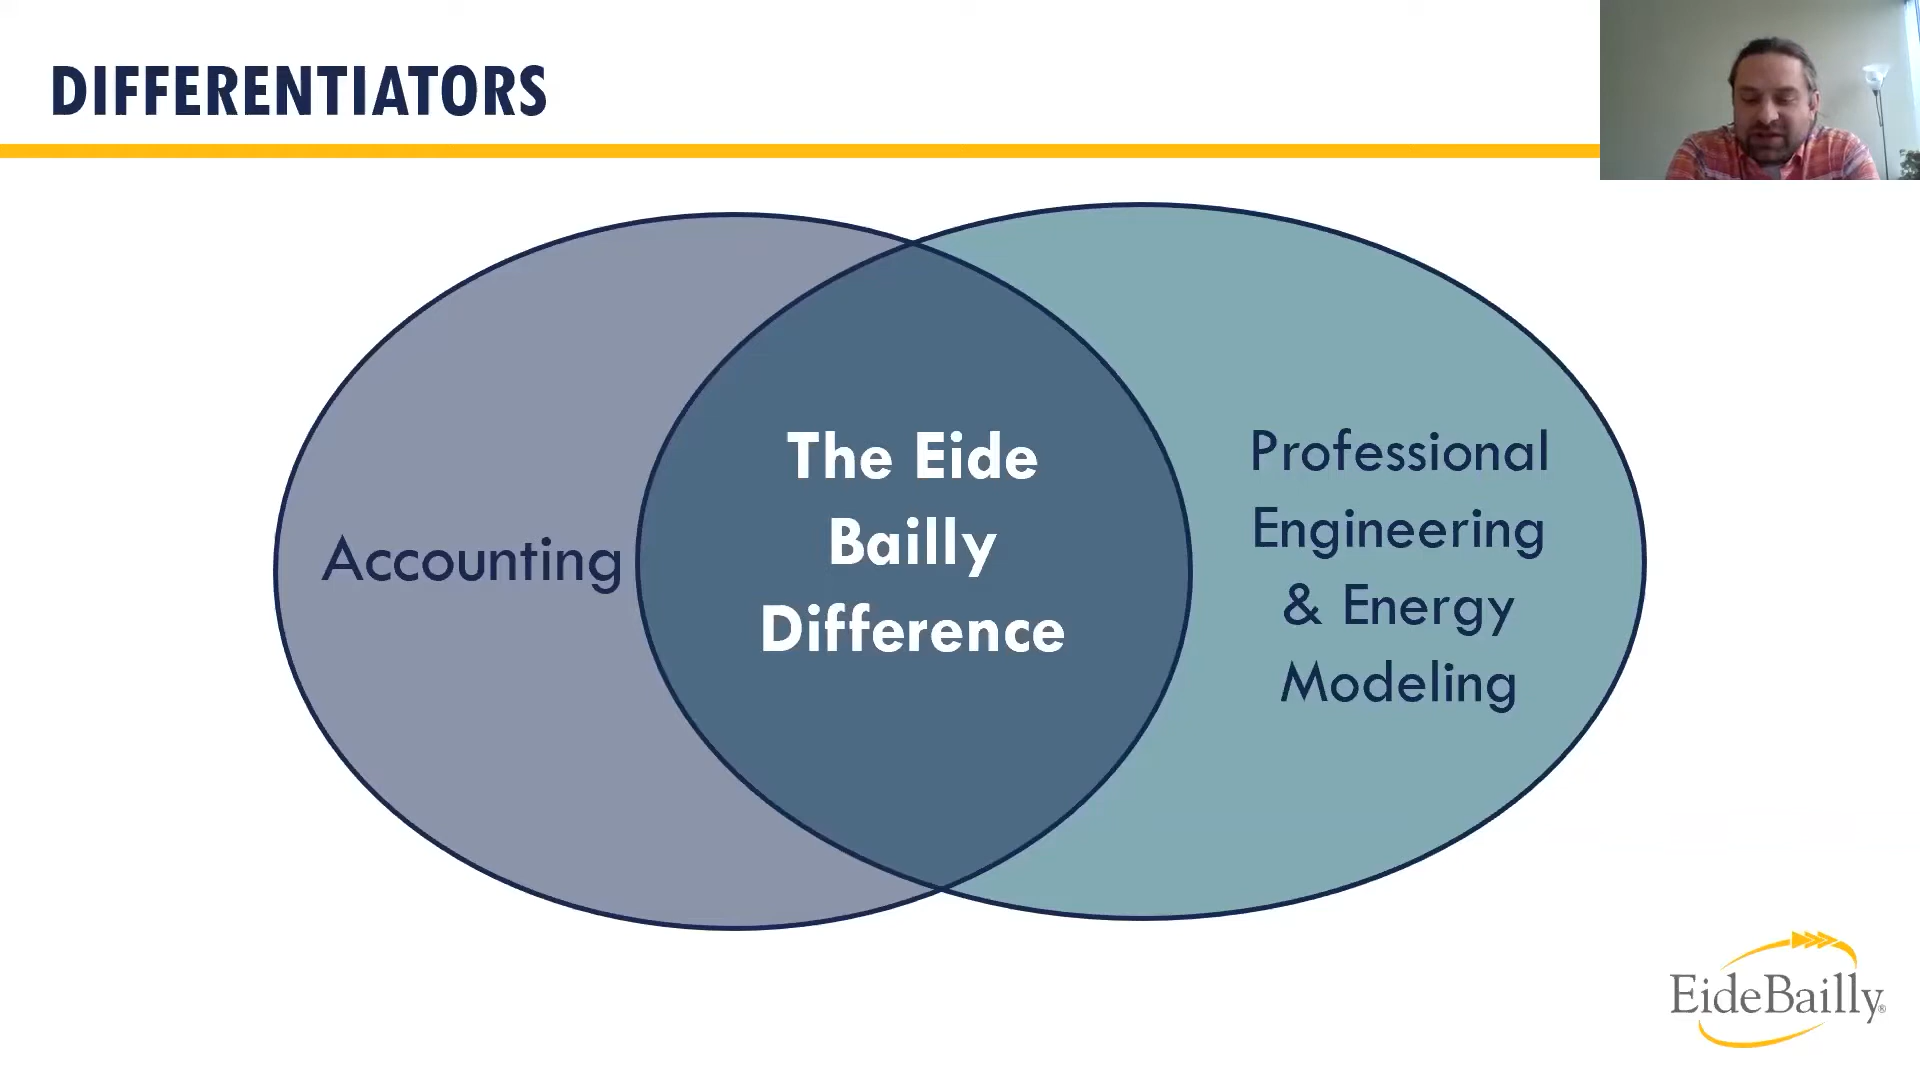 DIFFERENTIATORS
Accounting
The Eide
Bailly
Difference
Professional
Engineering
& Energy
Modeling
EideBailly®